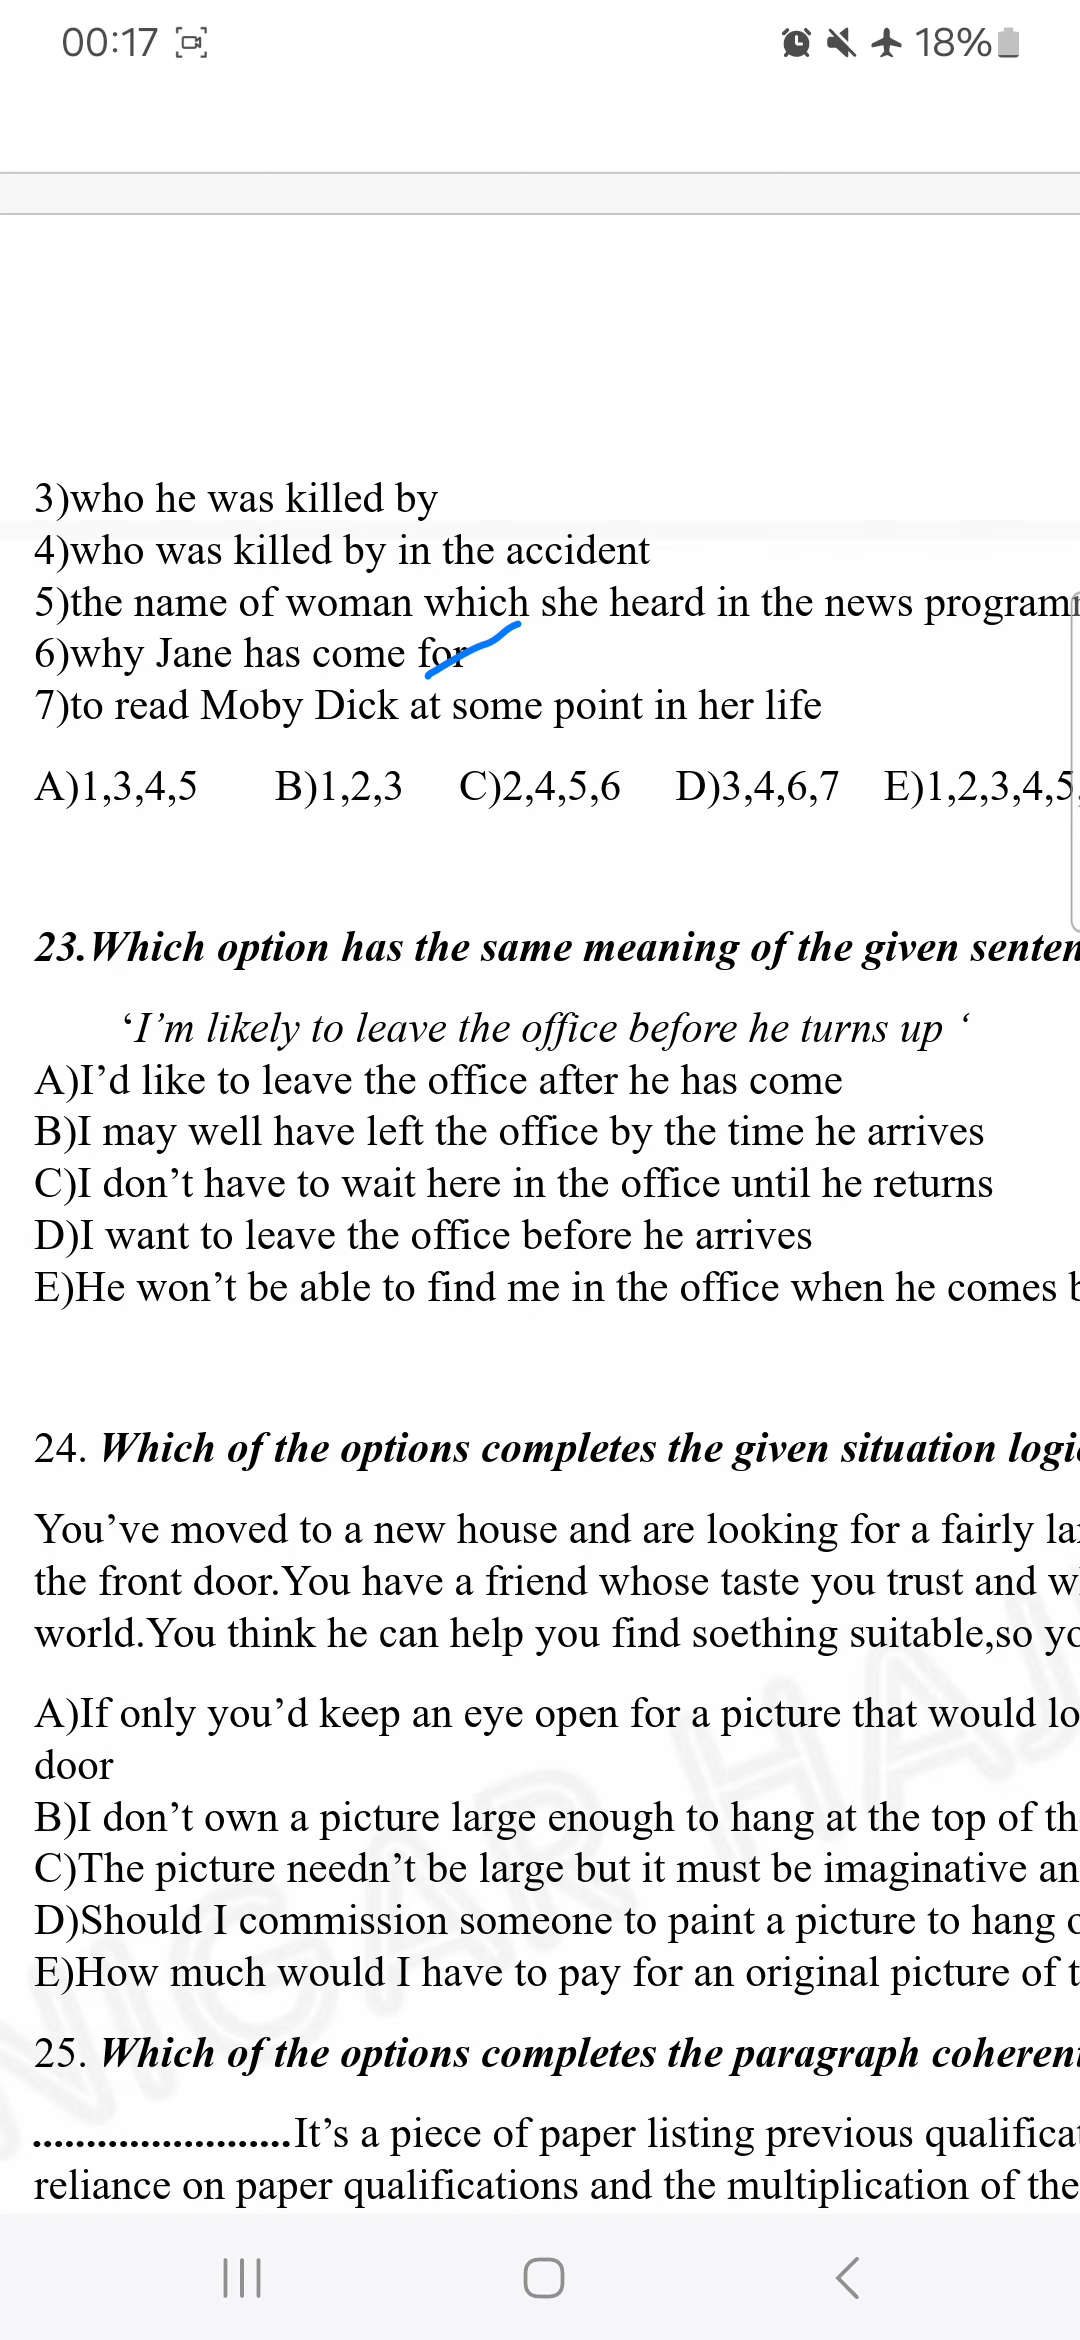 00:17 18%
3)who he was killed by
4)who was killed by in the accident
5)the name of woman which she heard in the news
6)why Jane has come for
7)to read Moby Dick at some point in her life
A)1,3,4,5 B)1,2,3 C)2,4,5,6 D)3,4,6,7 E)1,2,3,4,5
23.Which option has the same meaning of the given
‘I’m likely to leave the office before he turns up ‘
A)I’d like to leave the office after he has come
B)I may well have left the office by the time he arrives
C)I don’t have to wait here in the office until he returns
D)I want to leave the office before he arrives
E)He won’t be able to find me in the office when he comes
24. Which of the options completes the given situation
You’ve moved to a new house and are looking for a fairly
the front door.You have a friend whose taste you trust and
world.You think he can help you find soething suitable,so
A)If only you’d keep an eye open for a picture that would
door
B)I don’t own a picture large enough to hang at the top of
C)The picture needn’t be large but it must be imaginative
D)Should I commission someone to paint a picture to hang
E)How much would I have to pay for an original picture of
25. Which of the options completes the paragraph
........................It’s a piece of paper listing previous
reliance on paper qualifications and the multiplication of the
NIGAR